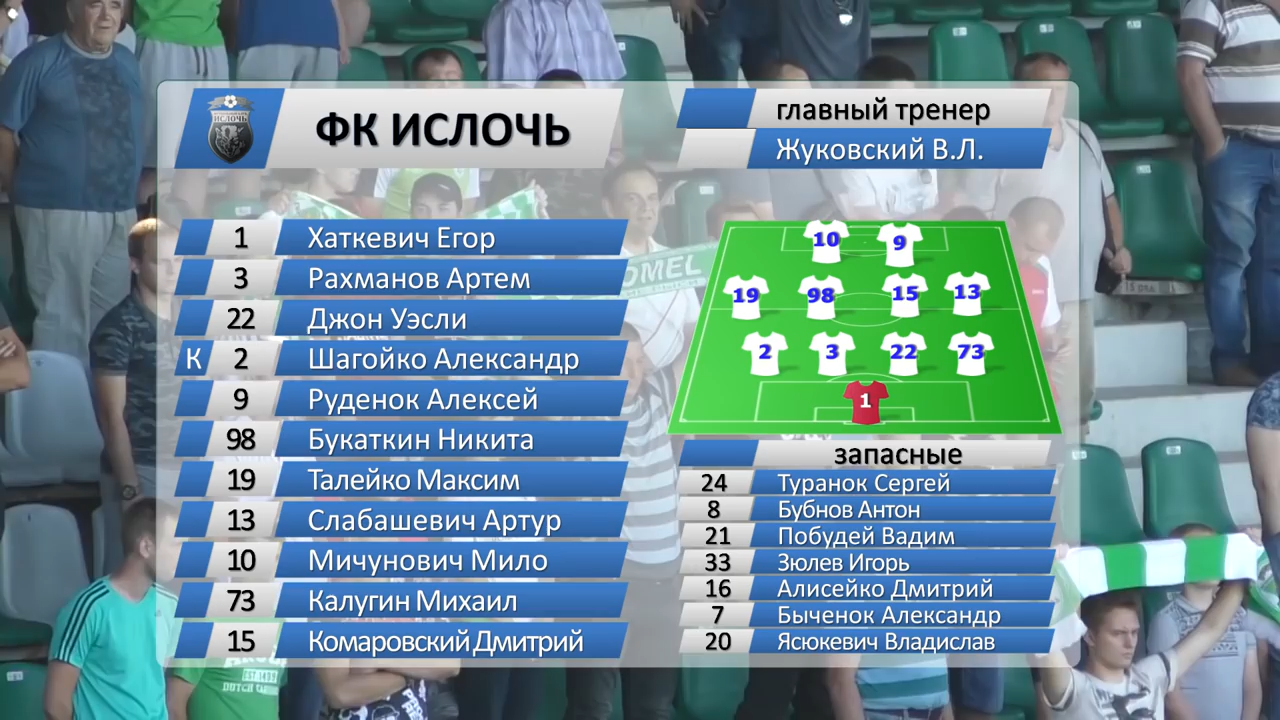 ИСЛОЧЬ
ФК ИСЛОЧЬ
главный тренер
Жуковский В.Л.
1 Хаткевич Егор
3 Рахманов Артем
22 Джон Уэсли
К 2 Шагойко Александр
9 Руденок Алексей
98 Букаткин Никита
19 Талейко Максим
13 Слабашевич Артур
10 Мичунович Мило
73 Калугин Михаил
15 Комаровский Дмитрий
10 9
19 98 15 13
2 3 22 73
1
запасные
24 Туранок Сергей
8 Бубнов Антон
21 Побудей Вадим
33 Зюлев Игорь
16 Алисейко Дмитрий
7 Быченок Александр
20 Ясюкевич Владислав
OMEL
DUTCH